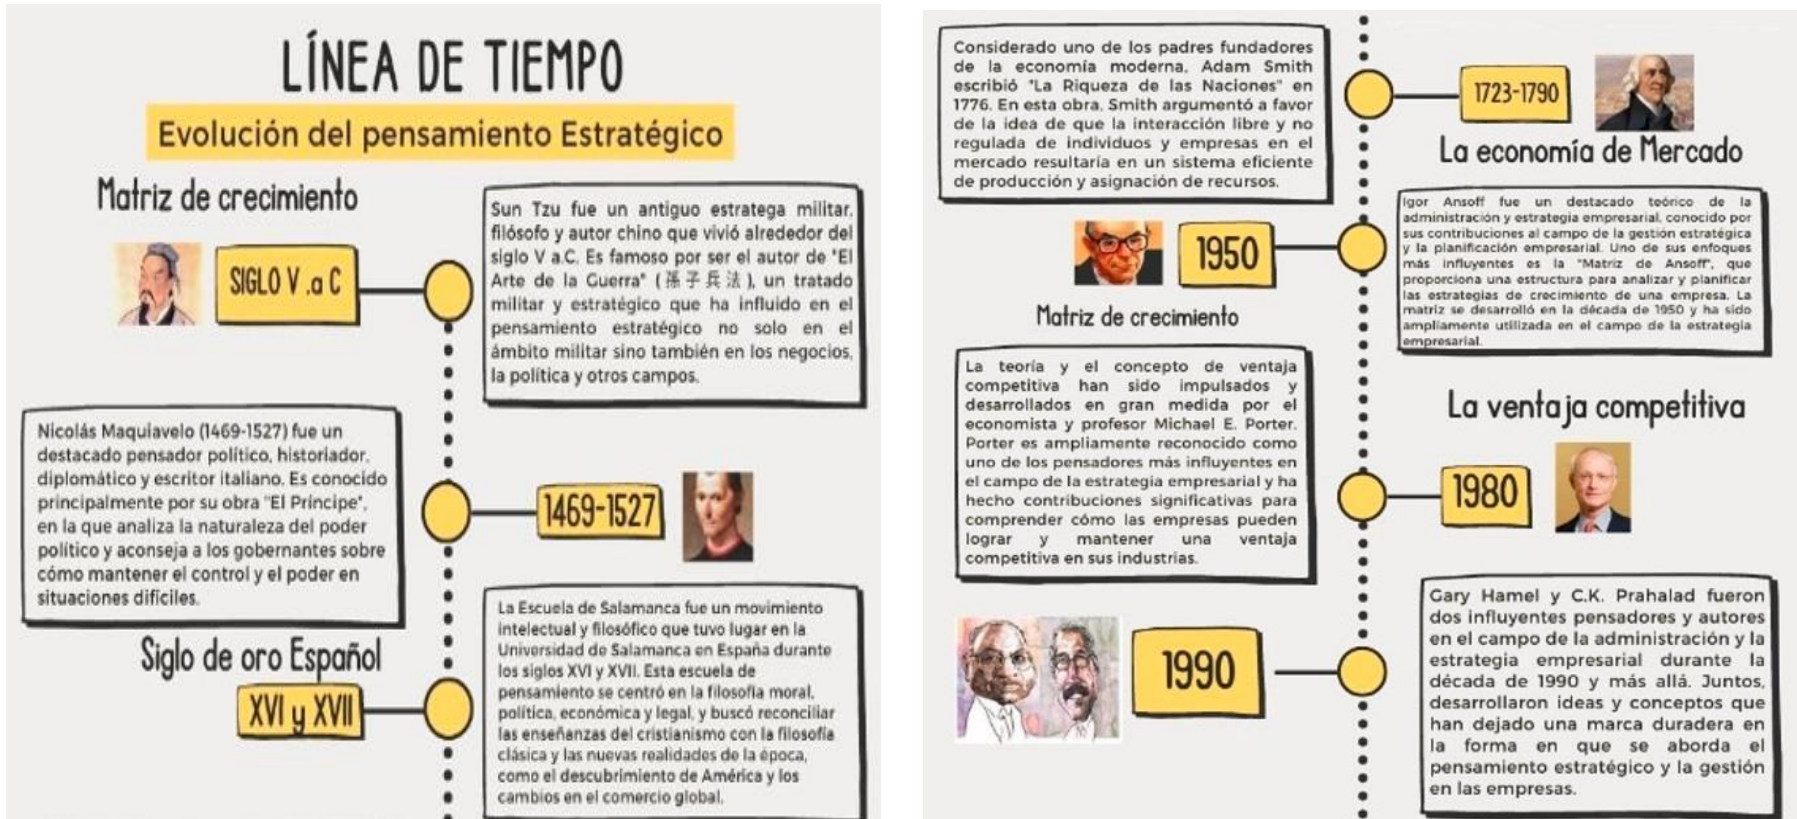 LÍNEA DE TIEMPO
Evolución del pensamiento Estratégico
Matriz de crecimiento
SIGLO V .a C
Sun Tzu fue un antiguo estratega militar,
filósofo y autor chino que vivió alrededor del
siglo V a.C. Es famoso por ser el autor de "El
Arte de la Guerra" (孫子兵法), un tratado
militar y estratégico que ha influido en el
pensamiento estratégico no solo en el
ámbito militar sino también en los negocios,
la política y otros campos.
Nicolás Maquiavelo (1469-1527) fue un
destacado pensador político, historiador,
diplomático y escritor italiano. Es conocido
principalmente por su obra "El Príncipe",
en la que analiza la naturaleza del poder
político y aconseja a los gobernantes sobre
cómo mantener el control y el poder en
situaciones difíciles.
1469-1527
Siglo de oro Español
XVI y XVII
La Escuela de Salamanca fue un movimiento
intelectual y filosófico que tuvo lugar en la
Universidad de Salamanca en España durante
los siglos XVI y XVII. Esta escuela de
pensamiento se centró en la filosofía moral,
política, económica y legal, y buscó reconciliar
las enseñanzas del cristianismo con la filosofía
clásica y las nuevas realidades de la época,
como el descubrimiento de América y los
cambios en el comercio global.
Considerado uno de los padres fundadores
de la economía moderna, Adam Smith
escribió "La Riqueza de las Naciones" en
1776. En esta obra, Smith argumentó a favor
de la idea de que la interacción libre y no
regulada de individuos y empresas en el
mercado resultaría en un sistema eficiente
de producción y asignación de recursos.
1723-1790
La economía de Mercado
1950
Matriz de crecimiento
Igor Ansoff fue un destacado teórico de la
administración y estrategia empresarial, conocido por
sus contribuciones al campo de la gestión estratégica
y la planificación empresarial. Uno de sus enfoques
más influyentes es la "Matriz de Ansoff", que
proporciona una estructura para analizar y planificar
las estrategias de crecimiento de una empresa. La
matriz se desarrolló en la década de 1950 y ha sido
ampliamente utilizada en el campo de la estrategia
empresarial.
La teoría y el concepto de ventaja
competitiva han sido impulsados y
desarrollados en gran medida por el
economista y profesor Michael E. Porter.
Porter es ampliamente reconocido como
uno de los pensadores más influyentes en
el campo de la estrategia empresarial y ha
hecho contribuciones significativas para
comprender cómo las empresas pueden
lograr y mantener una ventaja
competitiva en sus industrias.
La ventaja competitiva
1980
1990
Gary Hamel y C.K. Prahalad fueron
dos influyentes pensadores y autores
en el campo de la administración y la
estrategia empresarial durante la
década de 1990 y más allá. Juntos,
desarrollaron ideas y conceptos que
han dejado una marca duradera en
la forma en que se aborda el
pensamiento estratégico y la gestión
en las empresas.